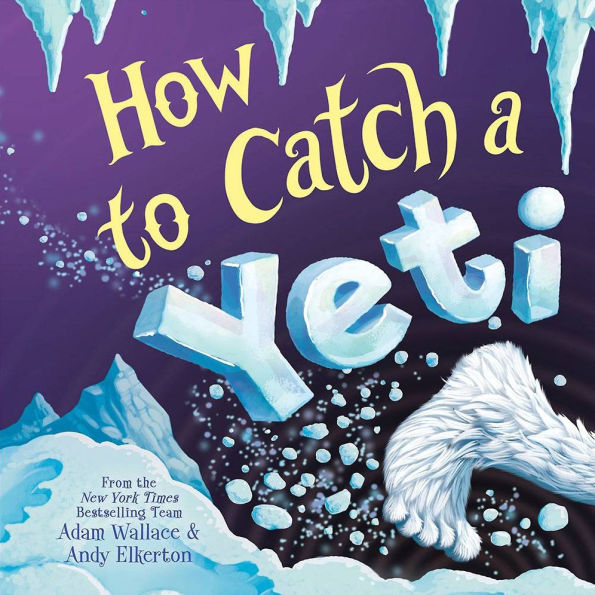 How
to Catch a
Yeti
From the
New York Times
Bestselling Team
Adam Wallace &
Andy Elkerton